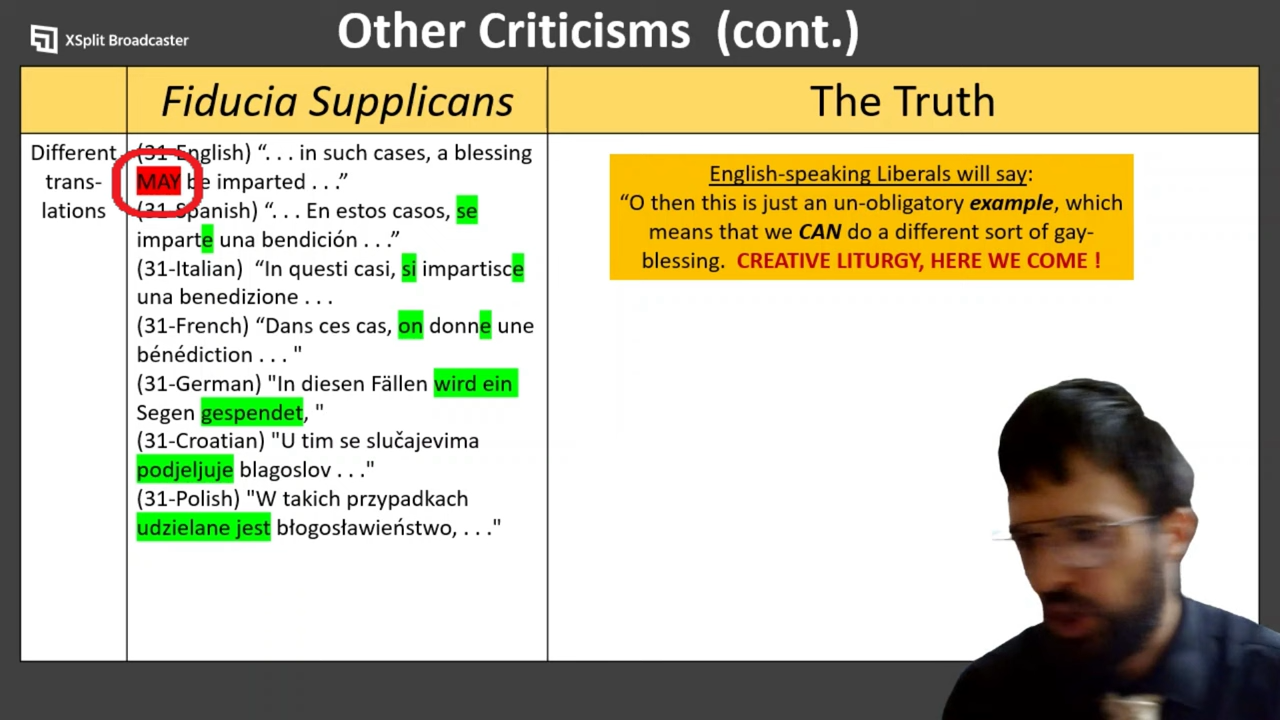 XSplit Broadcaster
Other Criticisms (cont.)
Fiducia Supplicans
The Truth
Different
trans-
lations
(31-English) “. . . in such cases, a blessing
MAY be imparted . . .”
(31-Spanish) “. . . En estos casos, se
imparte una bendición . . .”
(31-Italian) “In questi casi, si impartisce
una benedizione . . .
(31-French) “Dans ces cas, on donne une
bénédiction . . . "
(31-German) "In diesen Fällen wird ein
Segen gespendet, "
(31-Croatian) "U tim se slučajevima
podjeljuje blagoslov . . ."
(31-Polish) "W takich przypadkach
udzielane jest błogosławieństwo, . . ."
English-speaking Liberals will say:
“O then this is just an un-obligatory example, which
means that we CAN do a different sort of gay-
blessing. CREATIVE LITURGY, HERE WE COME !